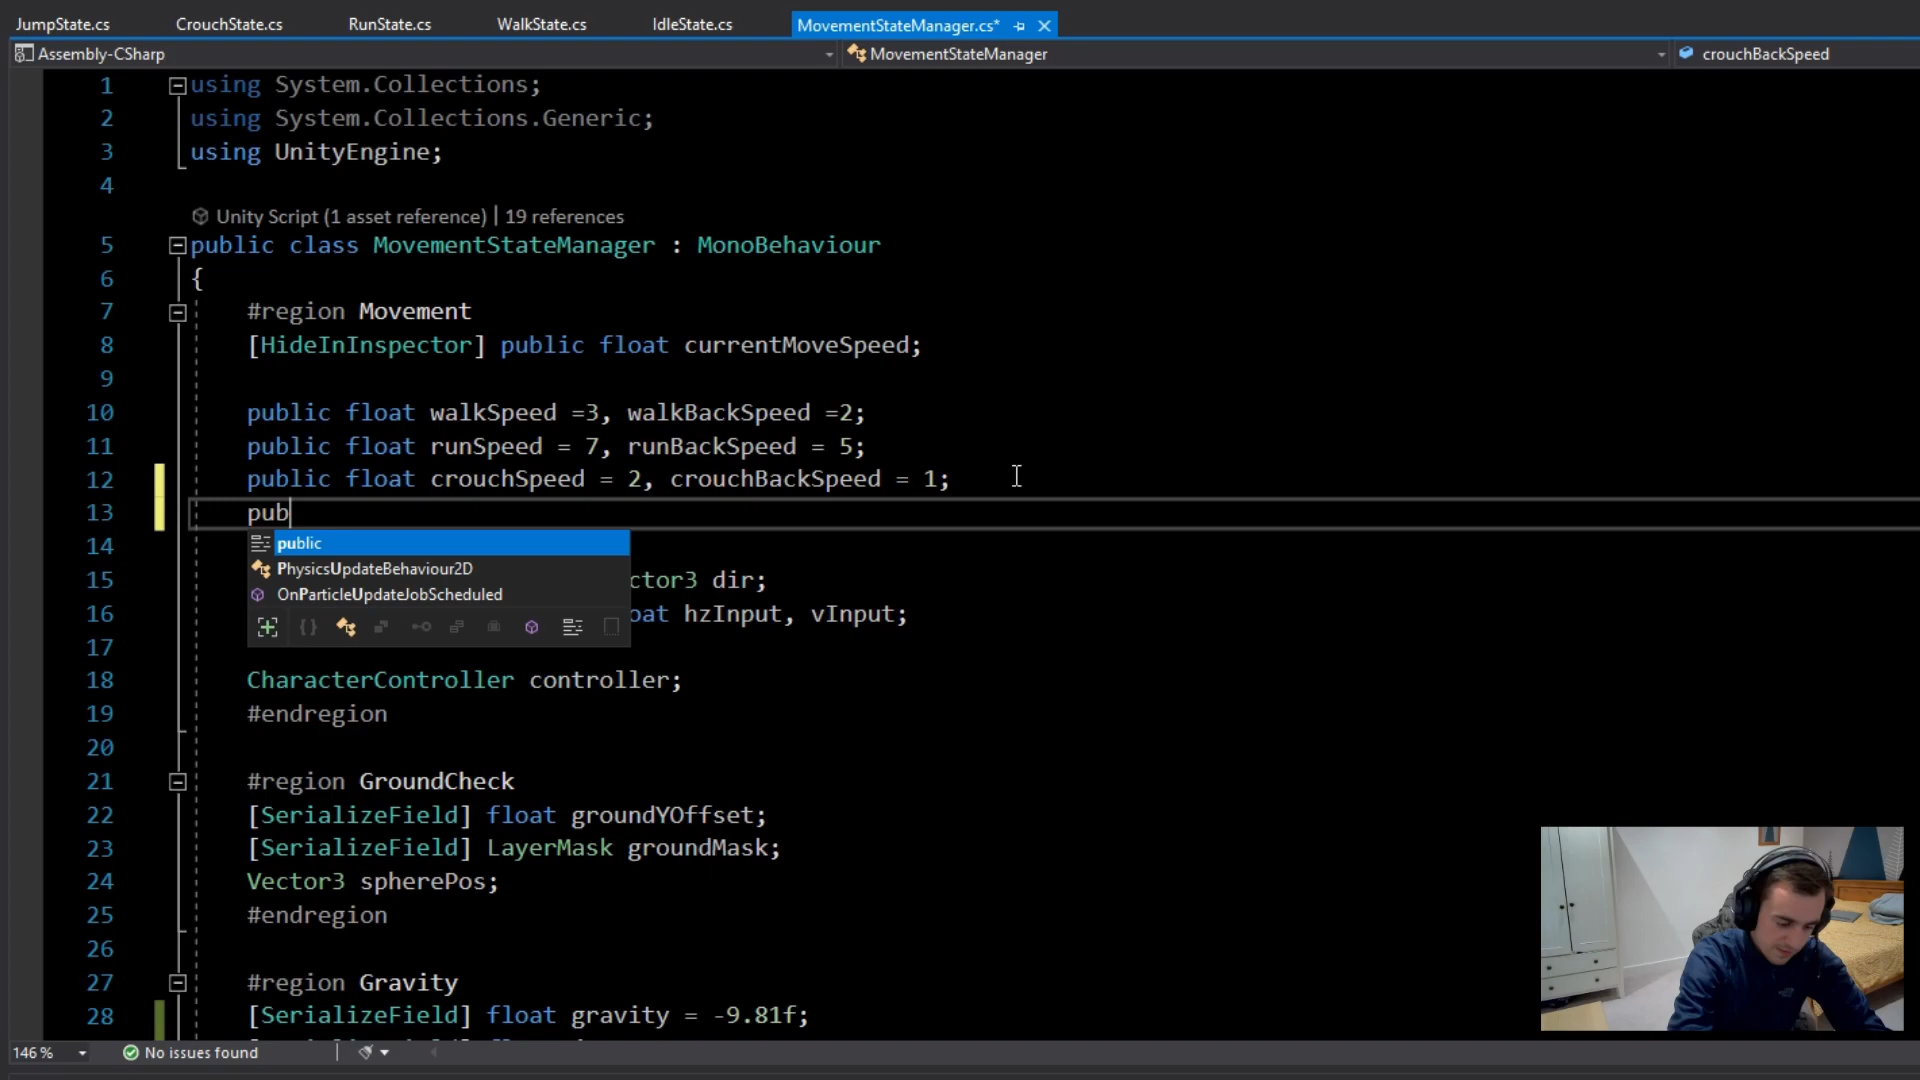 JumpState.cs CrouchState.cs RunState.cs WalkState.cs IdleState.cs MovementStateManager.cs*
Assembly-CSharp MovementStateManager crouchBackSpeed
1 using System.Collections;
2 using System.Collections.Generic;
3 using UnityEngine;
4
Unity Script (1 asset reference) | 19 references
5 public class MovementStateManager : MonoBehaviour
6 {
7 #region Movement
8 [HideInInspector] public float currentMoveSpeed;
9
10 public float walkSpeed =3, walkBackSpeed =2;
11 public float runSpeed = 7, runBackSpeed = 5;
12 public float crouchSpeed = 2, crouchBackSpeed = 1;
13 pub
public
14
PhysicsUpdateBehaviour2D
15 ctor3 dir;
OnParticleUpdateJobScheduled
16 oat hzInput, vInput;
17
18 CharacterController controller;
19 #endregion
20
21 #region GroundCheck
22 [SerializeField] float groundYOffset;
23 [SerializeField] LayerMask groundMask;
24 Vector3 spherePos;
25 #endregion
26
27 #region Gravity
28 [SerializeField] float gravity = -9.81f;
146 % No issues found